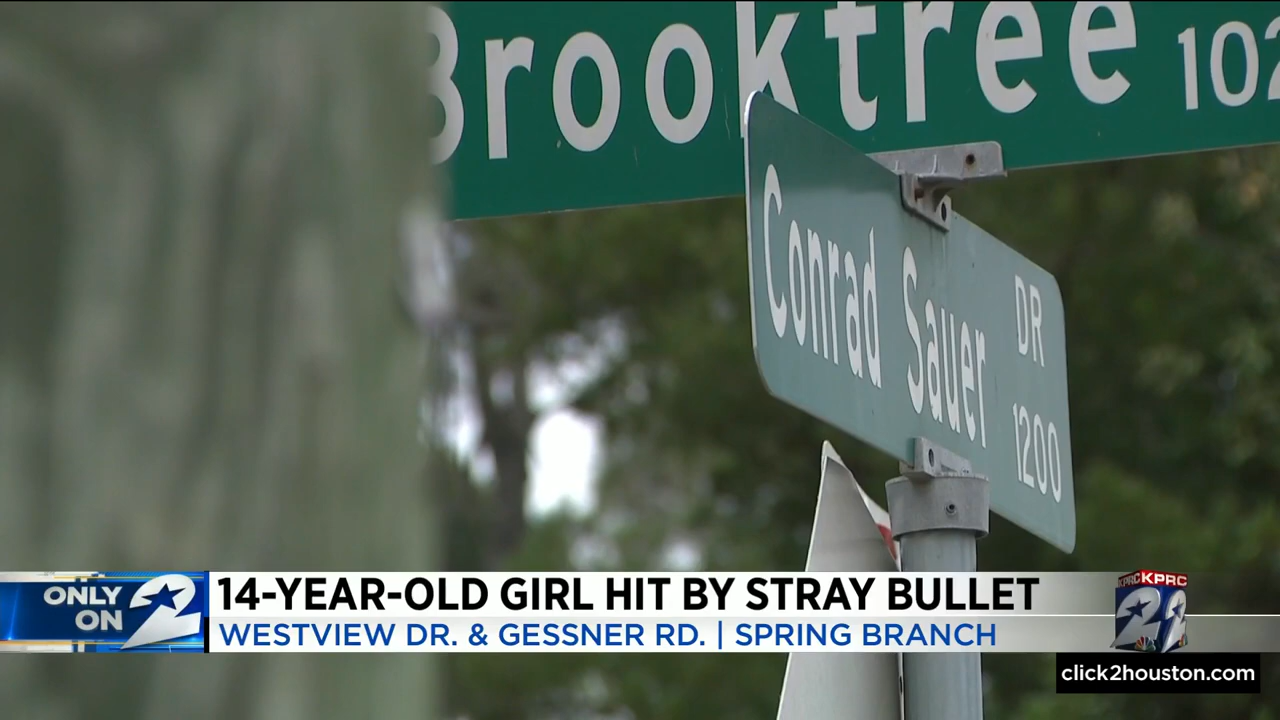 Brooktree 102
Conrad Sauer DR
1200
ONLY
ON 2
14-YEAR-OLD GIRL HIT BY STRAY BULLET
WESTVIEW DR. & GESSNER RD. | SPRING BRANCH
KPRC
2
click2houston.com